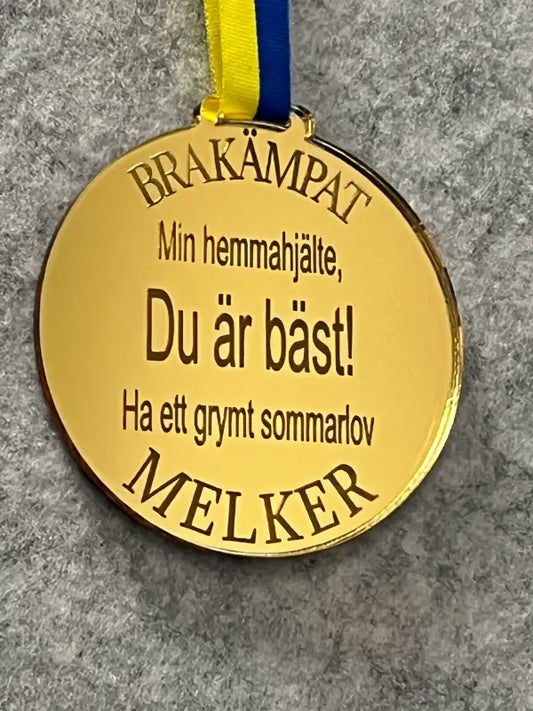 BRAKÄMPAT
Min hemmahjälte,
Du är bäst!
Ha ett grymt sommarlov
MELKER